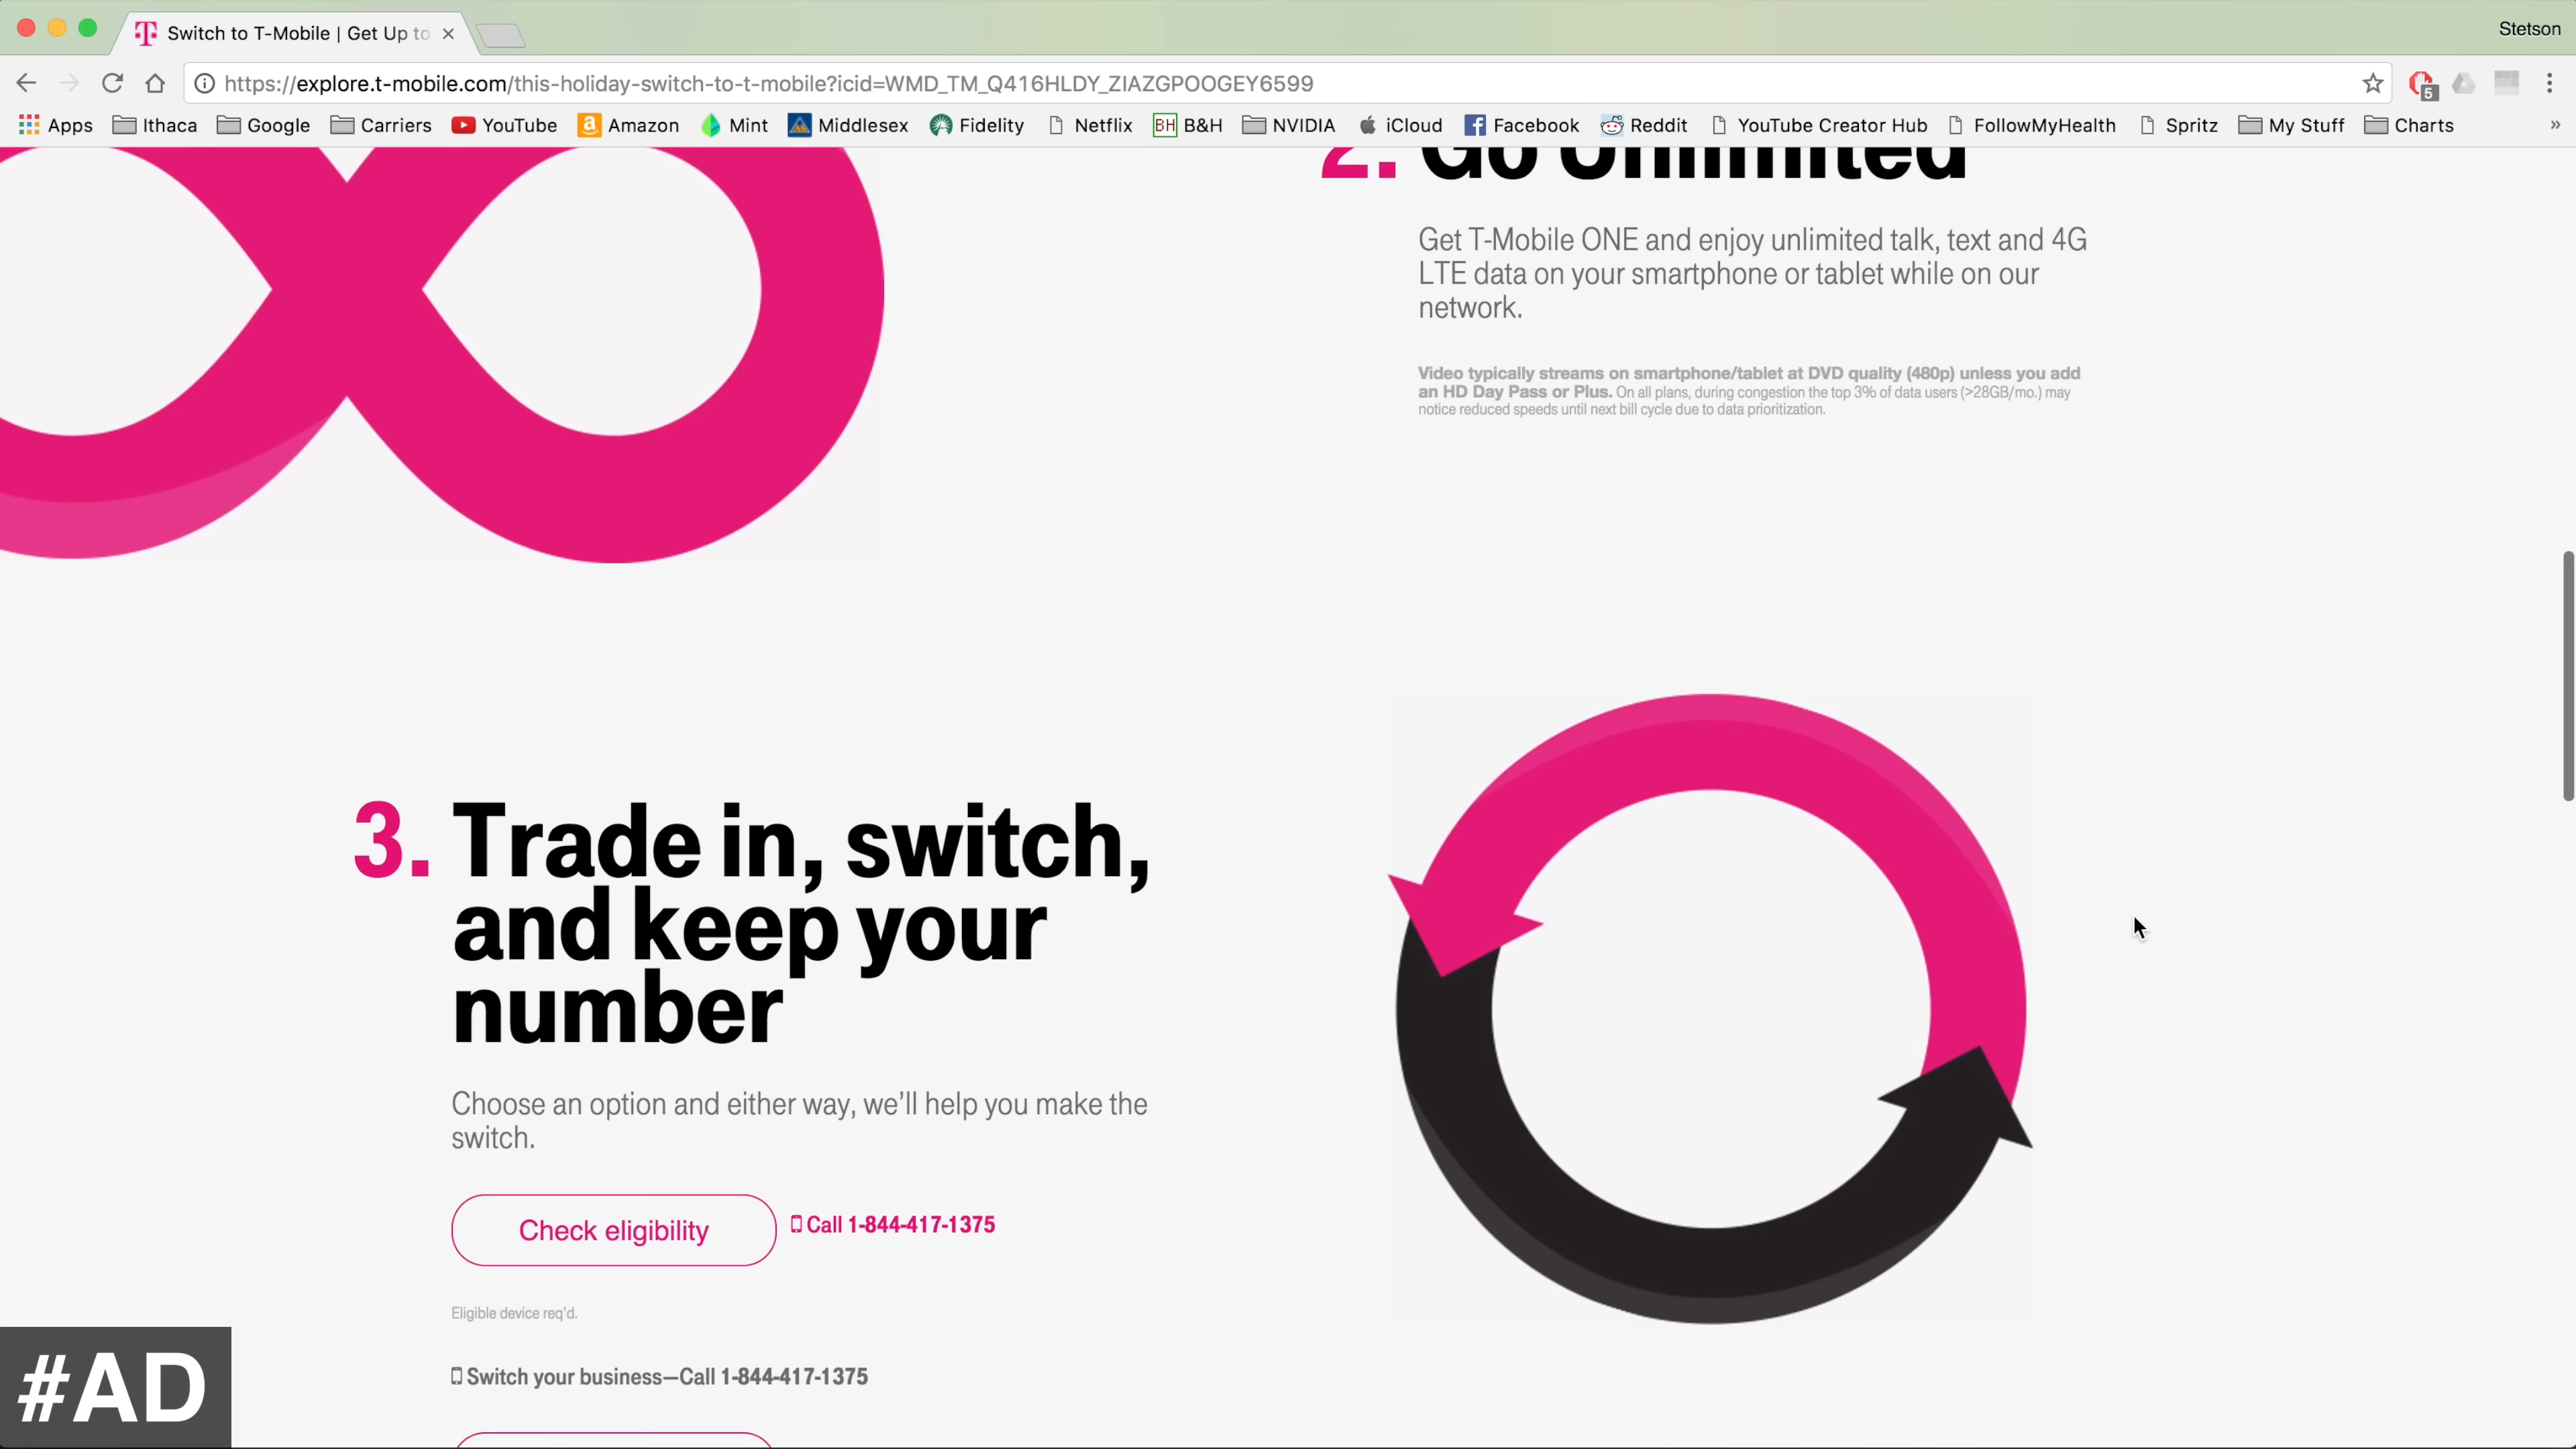 Switch to T-Mobile | Get Up to
Stetson
https://explore.t-mobile.com/this-holiday-switch-to-t-mobile?icid=WMD_TM_Q416HLDY_ZIAZGPOOGEY6599
5
Apps Ithaca Google Carriers YouTube Amazon Mint Middlesex Fidelity Netflix BH B&H NVIDIA iCloud Facebook Reddit YouTube Creator Hub FollowMyHealth Spritz My Stuff Charts »
2. Go Unlimited
Get T-Mobile ONE and enjoy unlimited talk, text and 4G
LTE data on your smartphone or tablet while on our
network.
Video typically streams on smartphone/tablet at DVD quality (480p) unless you add
an HD Day Pass or Plus. On all plans, during congestion the top 3% of data users (>28GB/mo.) may
notice reduced speeds until next bill cycle due to data prioritization.
3. Trade in, switch,
and keep your
number
Choose an option and either way, we'll help you make the
switch.
Check eligibility
Call 1-844-417-1375
Eligible device req'd.
Switch your business—Call 1-844-417-1375
#AD